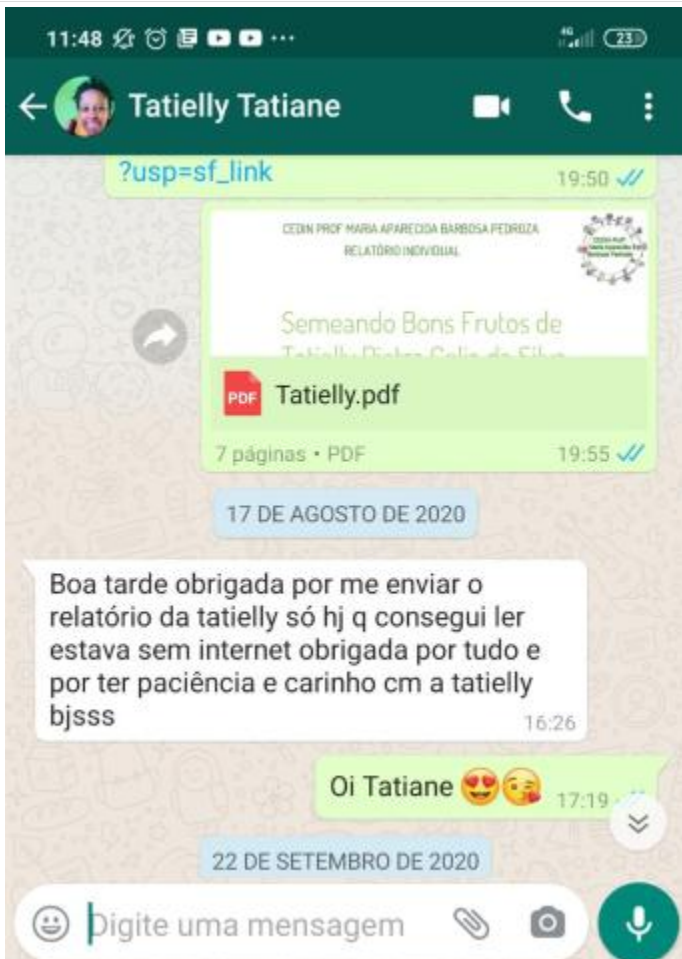 11:48
4G
23
Tatielly Tatiane
?usp=sf_link
19:50
CEDIN PROF MARIA APARECIDA BARBOSA PEDROZA
RELATÓRIO INDIVIDUAL
Semeando Bons Frutos de
PDF
Tatielly.pdf
7 páginas • PDF
19:55
17 DE AGOSTO DE 2020
Boa tarde obrigada por me enviar o
relatório da tatielly só hj q consegui ler
estava sem internet obrigada por tudo e
por ter paciência e carinho cm a tatielly
bjsss
16:26
Oi Tatiane 😍😘
17:19
22 DE SETEMBRO DE 2020
Digite uma mensagem